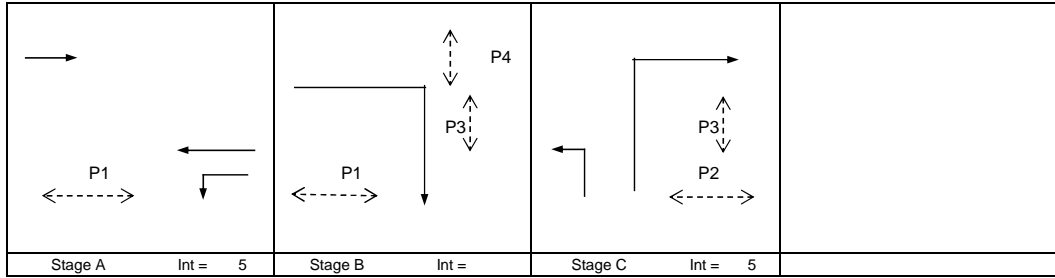 P4
P3
P3
P1
P1
P2
Stage A Int = 5
Stage B Int =
Stage C Int = 5